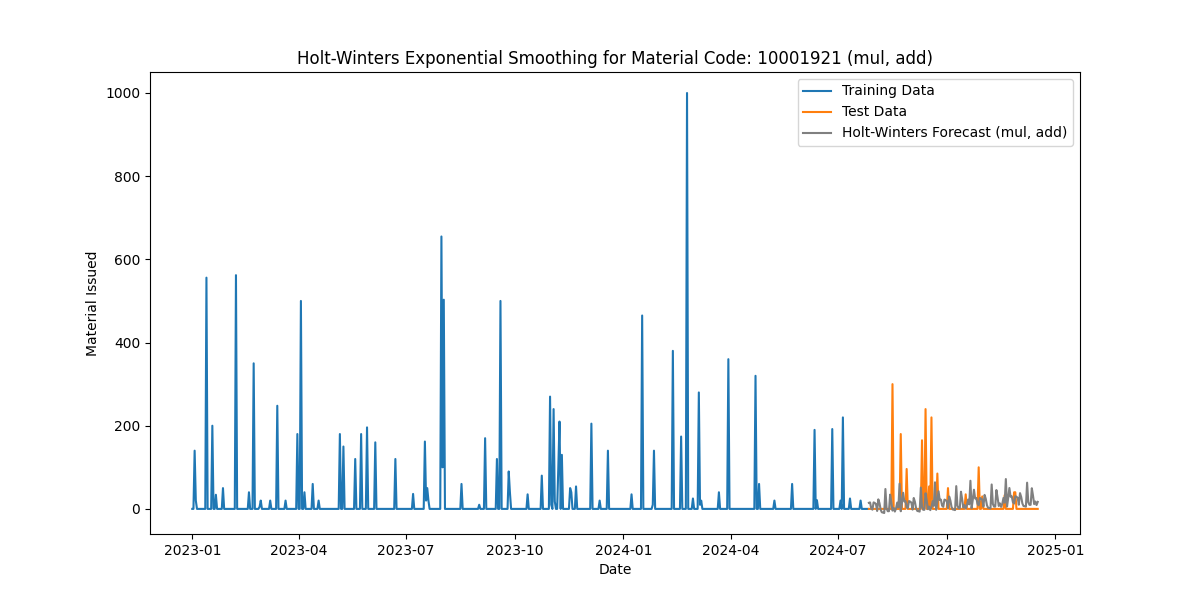 Holt-Winters Exponential Smoothing for Material Code: 10001921 (mul, add)
Training Data
Test Data
Holt-Winters Forecast (mul, add)
Material Issued
1000
800
600
400
200
0
2023-01
2023-04
2023-07
2023-10
2024-01
2024-04
2024-07
2024-10
2025-01
Date